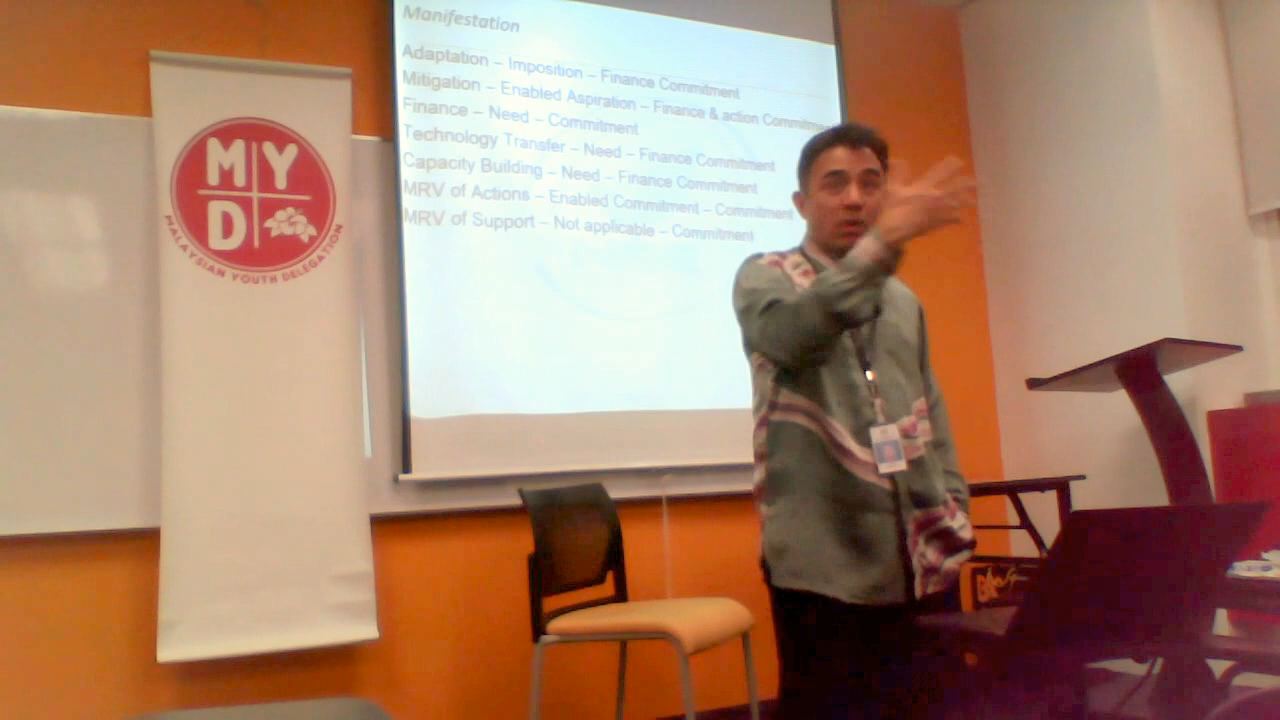 Manifestation
Adaptation – Imposition – Finance Commitment
Mitigation – Enabled Aspiration – Finance & action Commitment
Finance – Need – Commitment
Technology Transfer – Need – Finance Commitment
Capacity Building – Need – Finance Commitment
MRV of Actions – Enabled Commitment – Commitment
MRV of Support – Not applicable – Commitment
MY
D
MALAYSIAN YOUTH DELEGATION